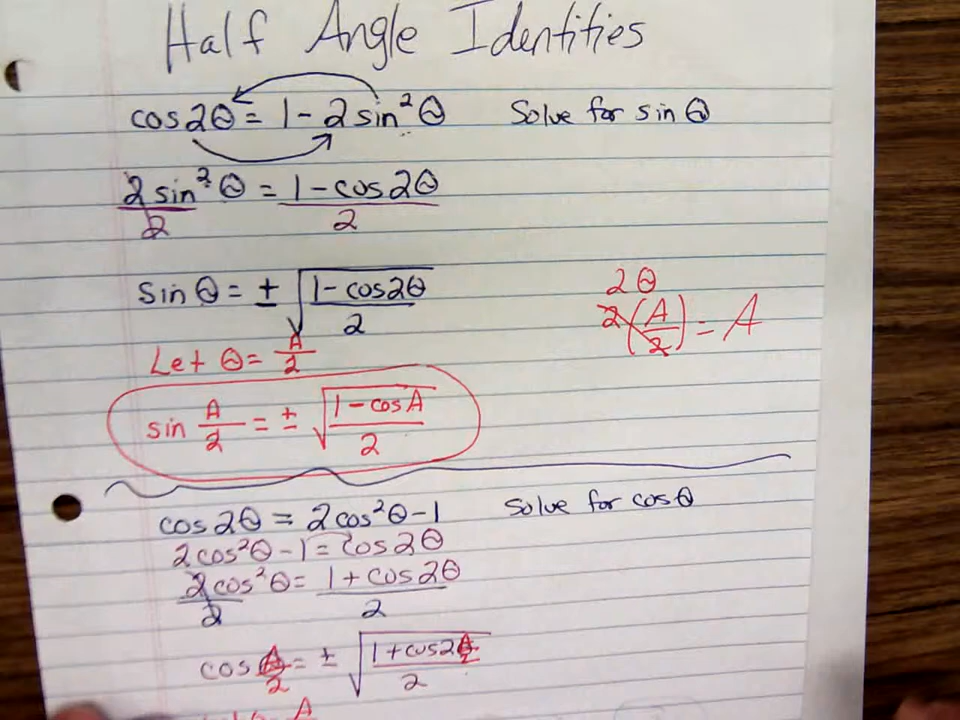 Half Angle Identities
cos2θ = 1 - 2sin²θ Solve for sin θ
2sin²θ = 1 - cos2θ
2 2
sin θ = ± √ 1 - cos2θ
2
2θ
2(A/2) = A
Let θ = A/2
sin A/2 = ± √ 1 - cosA
2
cos2θ = 2cos²θ - 1 Solve for cosθ
2cos²θ - 1 = cos2θ
2cos²θ = 1 + cos2θ
2 2
cos A/2 = ± √ 1 + cos2 A/2
2
A